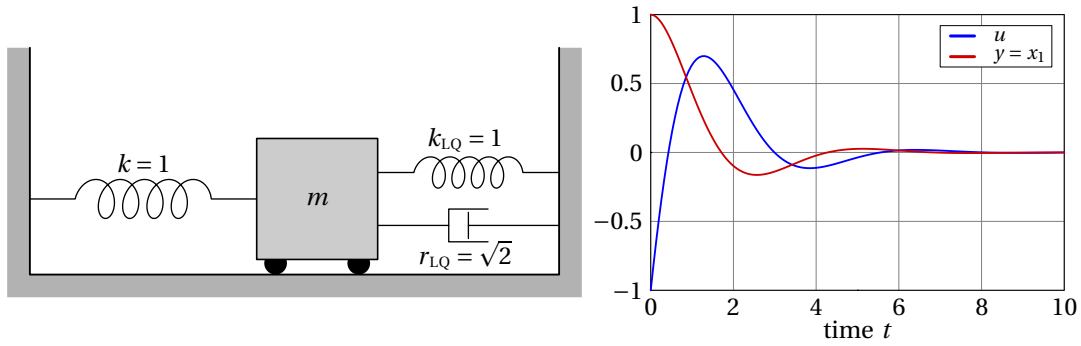 k = 1
m
k_LQ = 1
r_LQ = √2
1
0.5
0
−0.5
−1
u
y = x₁
0 2 4 6 8 10
time t